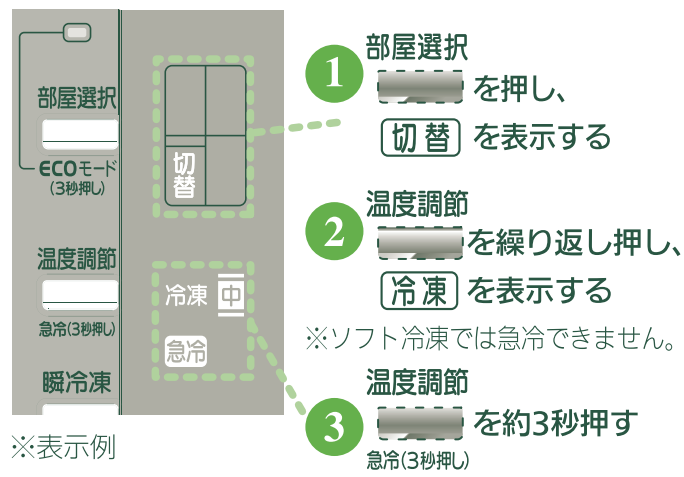 部屋選択
ECOモード
(3秒押し)
温度調節
急冷(3秒押し)
瞬冷凍
※表示例
切
替
冷凍 中
急冷
1
部屋選択
を押し、
切替 を表示する
2
温度調節
を繰り返し押し、
冷凍 を表示する
※ソフト冷凍では急冷できません。
3
温度調節
を約3秒押す
急冷(3秒押し)